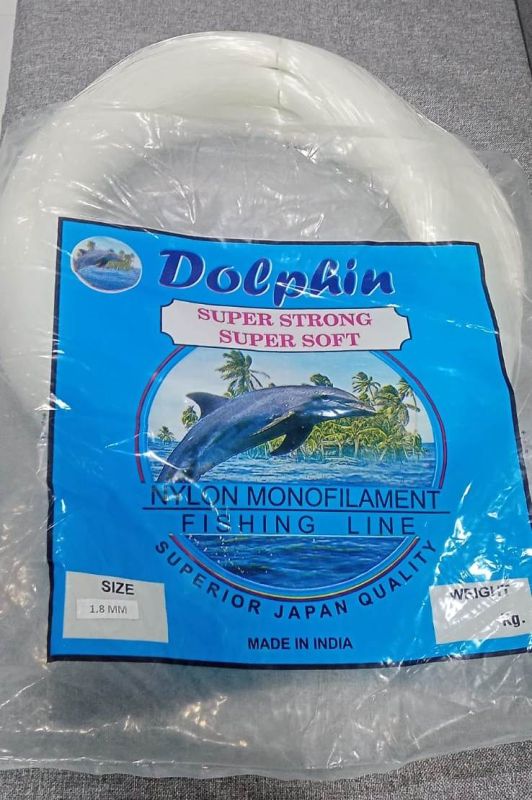 Dolphin
SUPER STRONG
SUPER SOFT
NYLON MONOFILAMENT
FISHING LINE
SUPERIOR JAPAN QUALITY
SIZE
1.8 MM
WEIGHT
Kg.
MADE IN INDIA